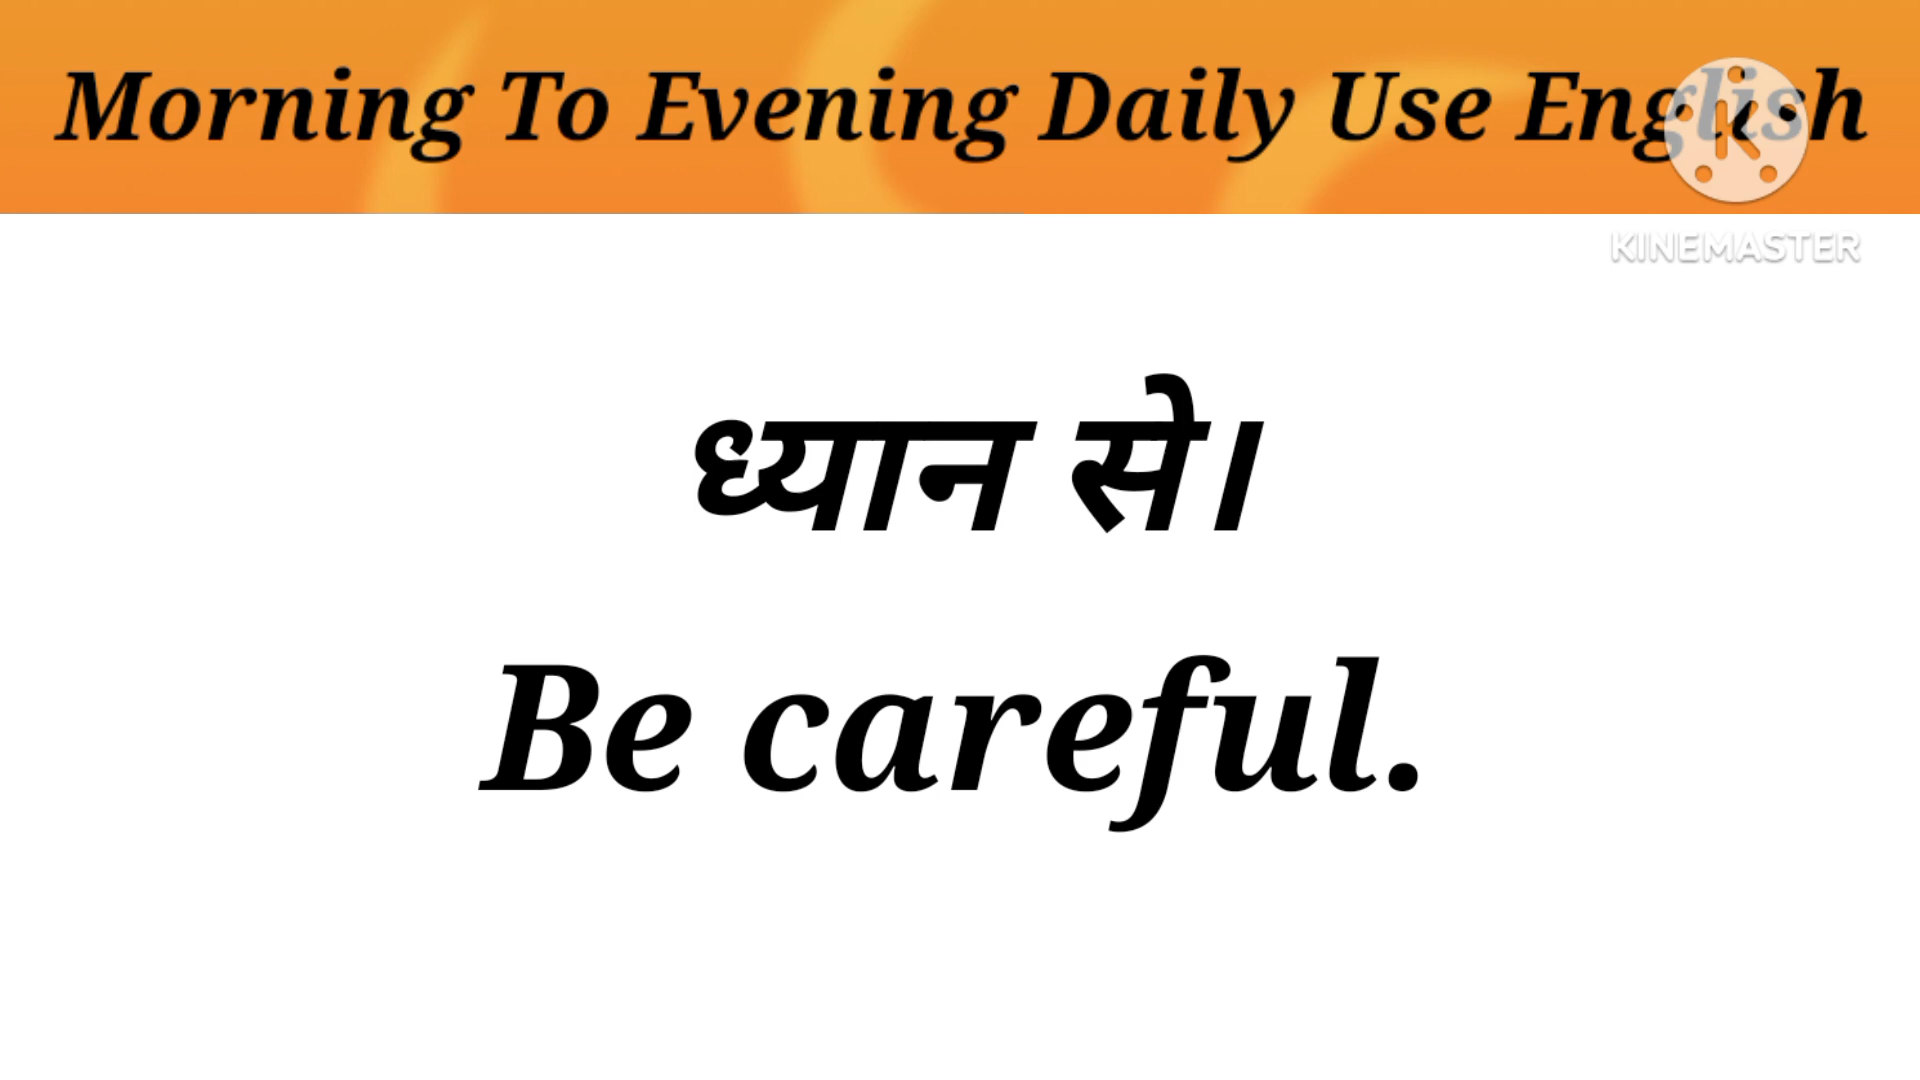 Morning To Evening Daily Use English
KINEMASTER
ध्यान से।
Be careful.